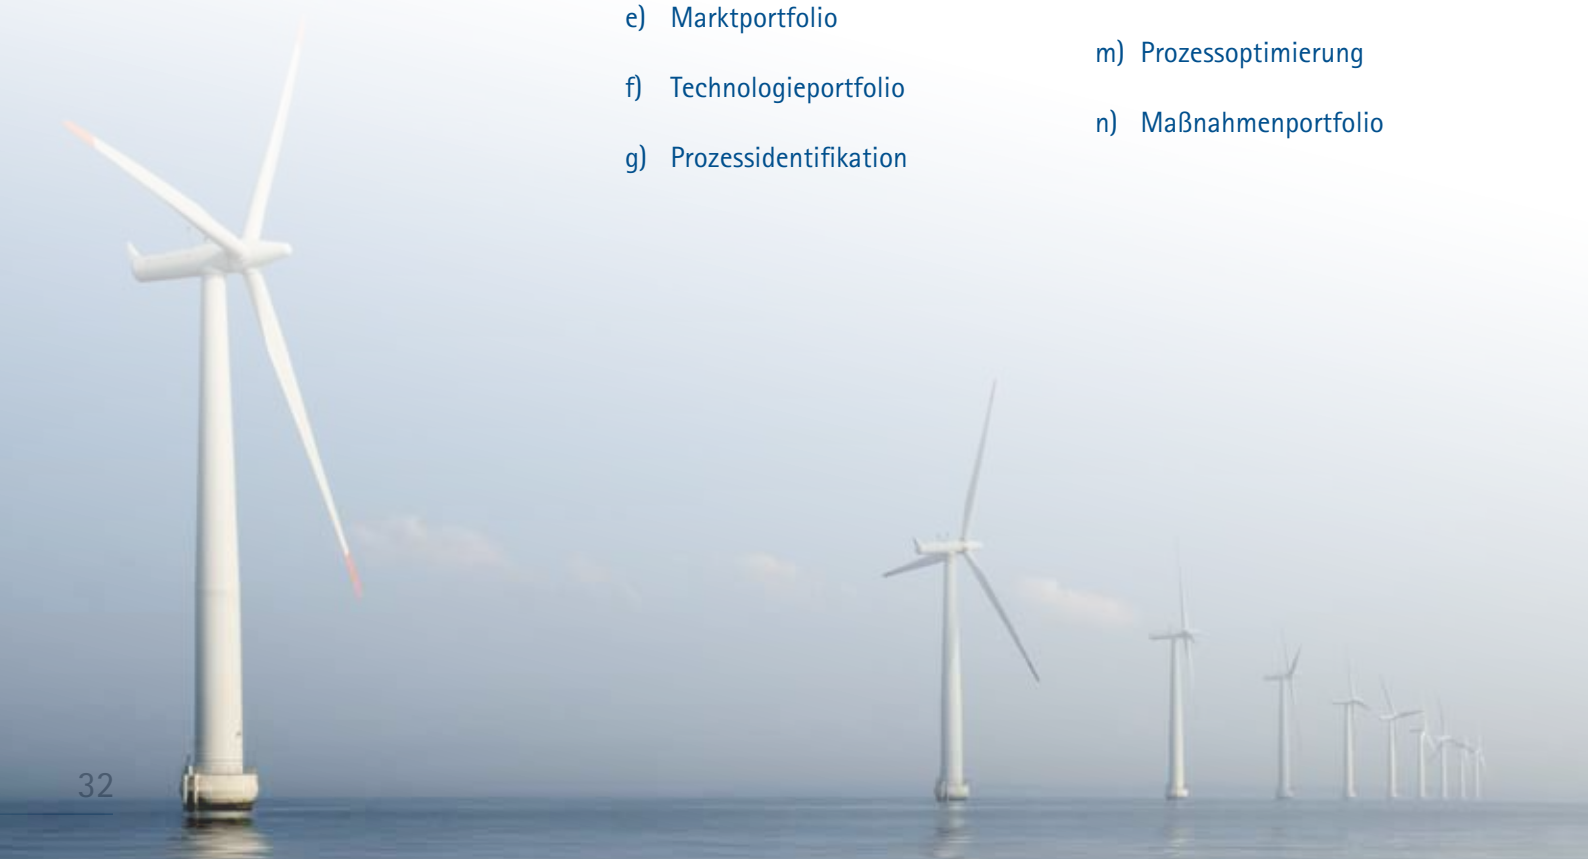 e) Marktportfolio
f) Technologieportfolio
g) Prozessidentifikation
m) Prozessoptimierung
n) Maßnahmenportfolio
32